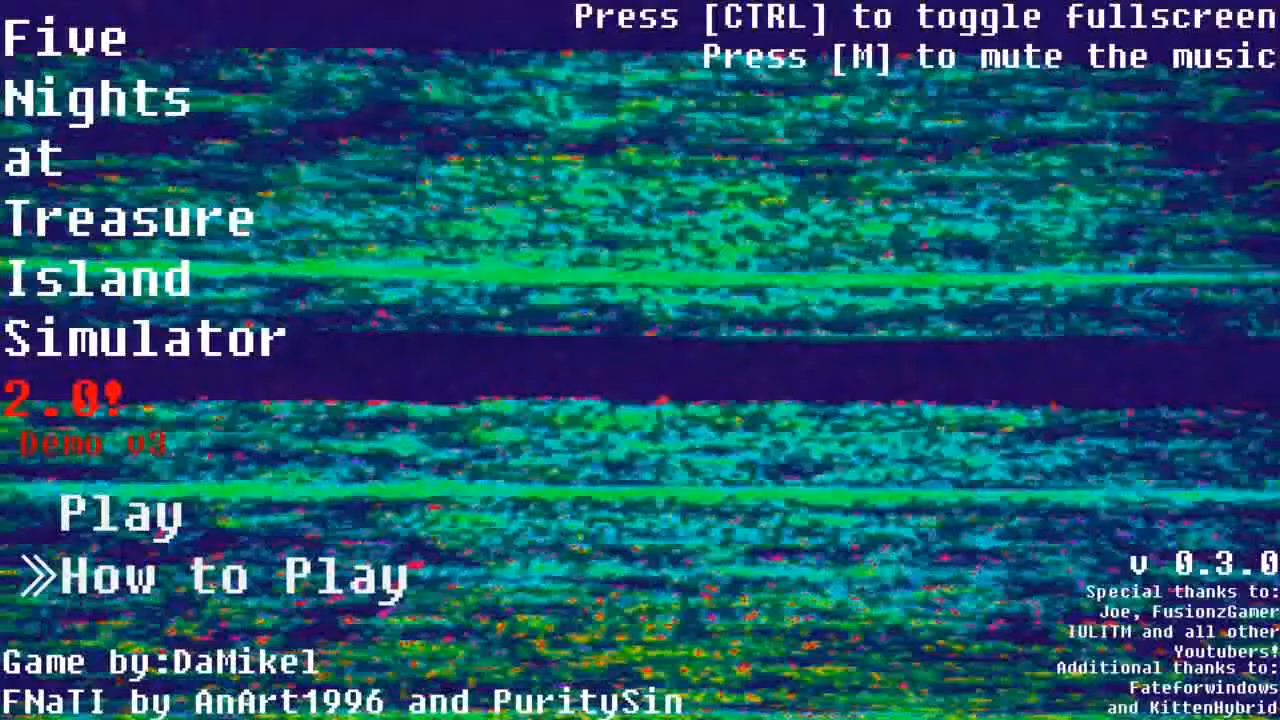 Press [CTRL] to toggle fullscreen
Press [M] to mute the music
Five
Nights
at
Treasure
Island
Simulator
2.0!
Demo v3
Play
»How to Play
Game by:DaMikel
FNaTI by AnArt1996 and PuritySin
v 0.3.0
Special thanks to:
Joe, FusionzGamer
IULITM and all other
Youtubers!
Additional thanks to:
Fateforwindows
and KittenHybrid